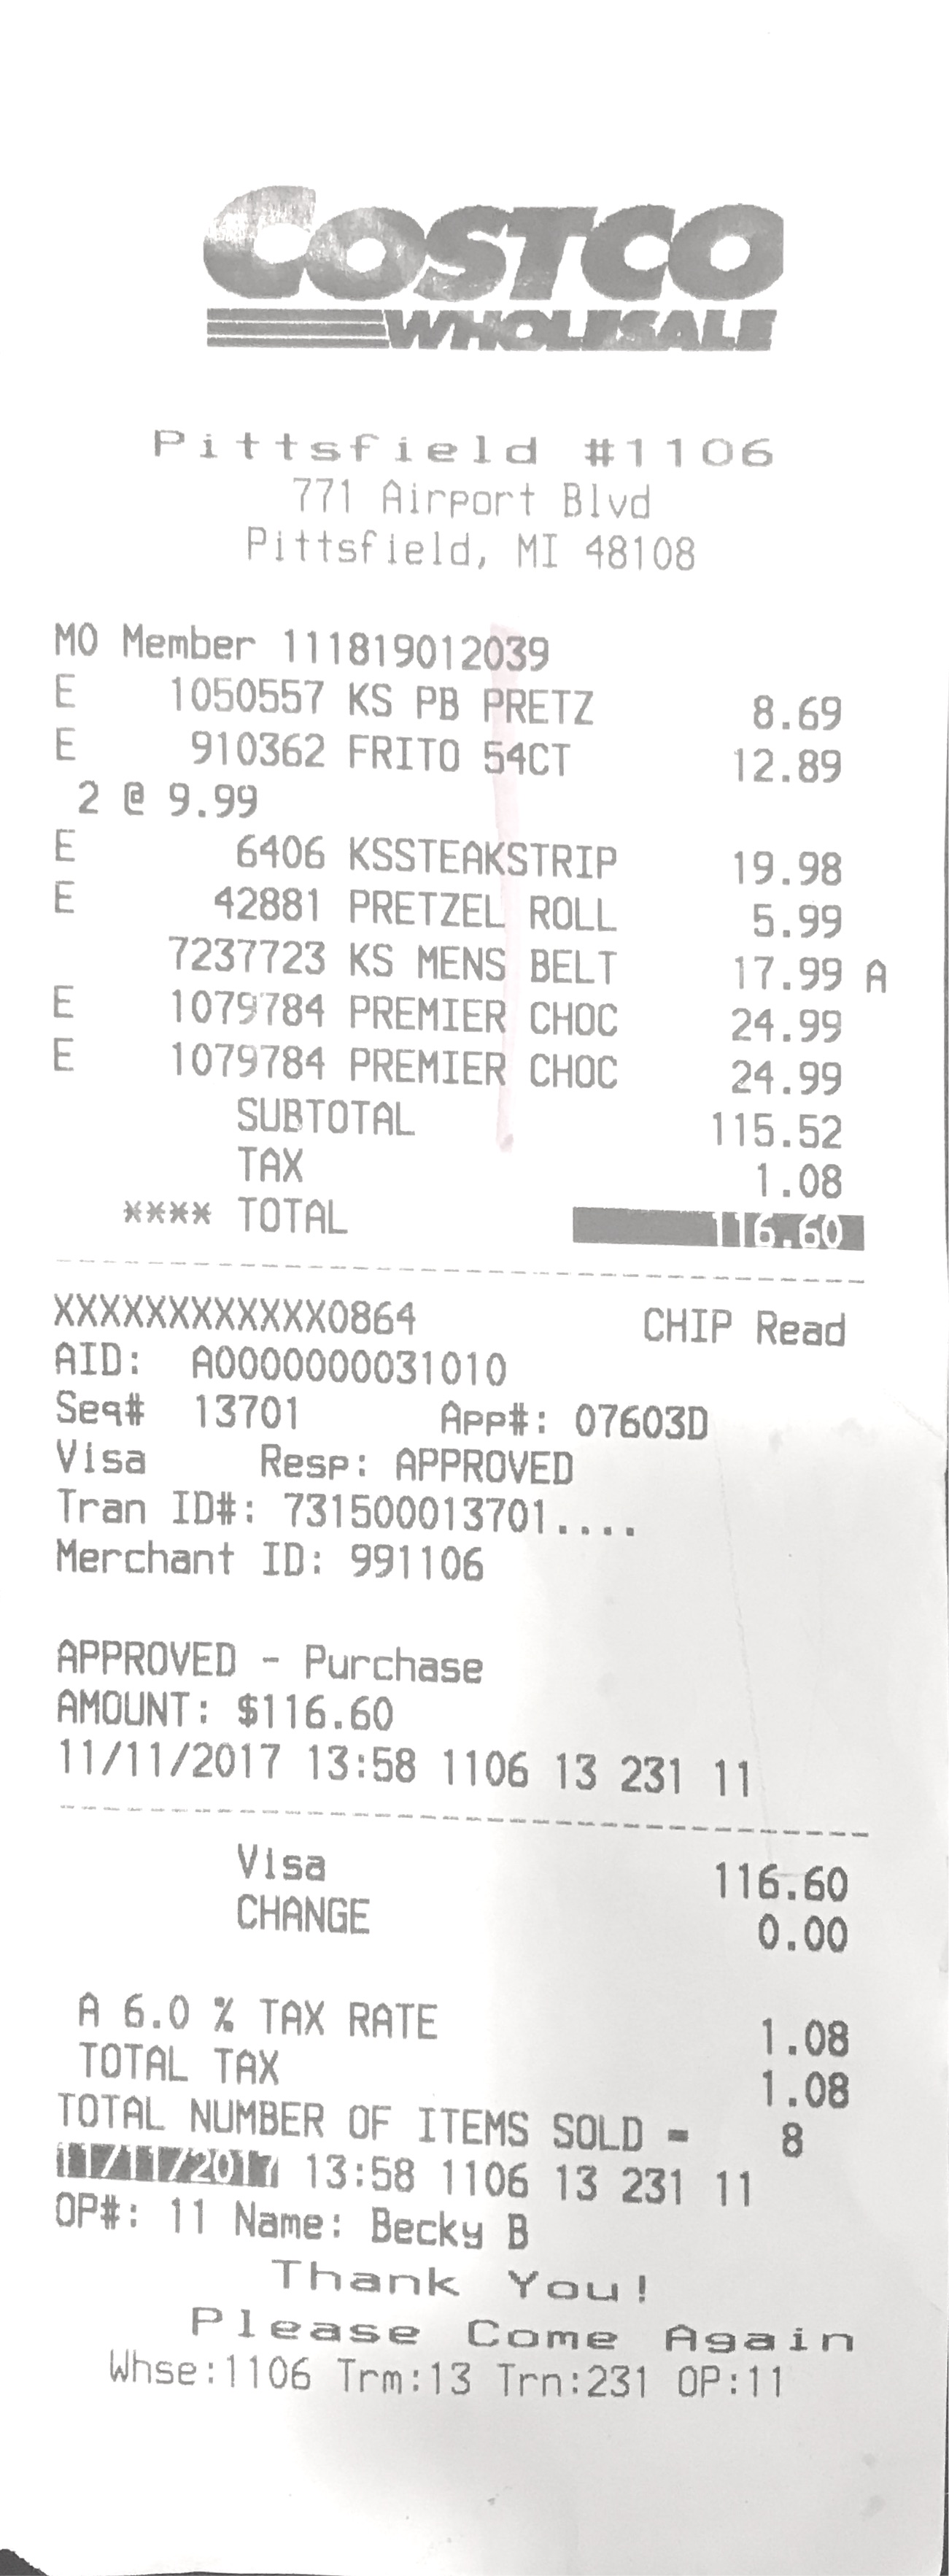 COSTCO
WHOLESALE
Pittsfield #1106
771 Airport Blvd
Pittsfield, MI 48108
MO Member 111819012039
E 1050557 KS PB PRETZ 8.69
E 910362 FRITO 54CT 12.89
2 @ 9.99
E 6406 KSSTEAKSTRIP 19.98
E 42881 PRETZEL ROLL 5.99
7237723 KS MENS BELT 17.99 A
E 1079784 PREMIER CHOC 24.99
E 1079784 PREMIER CHOC 24.99
SUBTOTAL 115.52
TAX 1.08
**** TOTAL 116.60
XXXXXXXXXXXX0864 CHIP Read
AID: A0000000031010
Seq# 13701 App#: 07603D
Visa Resp: APPROVED
Tran ID#: 731500013701....
Merchant ID: 991106
APPROVED - Purchase
AMOUNT: $116.60
11/11/2017 13:58 1106 13 231 11
Visa 116.60
CHANGE 0.00
A 6.0 % TAX RATE 1.08
TOTAL TAX 1.08
TOTAL NUMBER OF ITEMS SOLD = 8
11/11/2017 13:58 1106 13 231 11
OP#: 11 Name: Becky B
Thank You!
Please Come Again
Whse:1106 Trm:13 Trn:231 OP:11